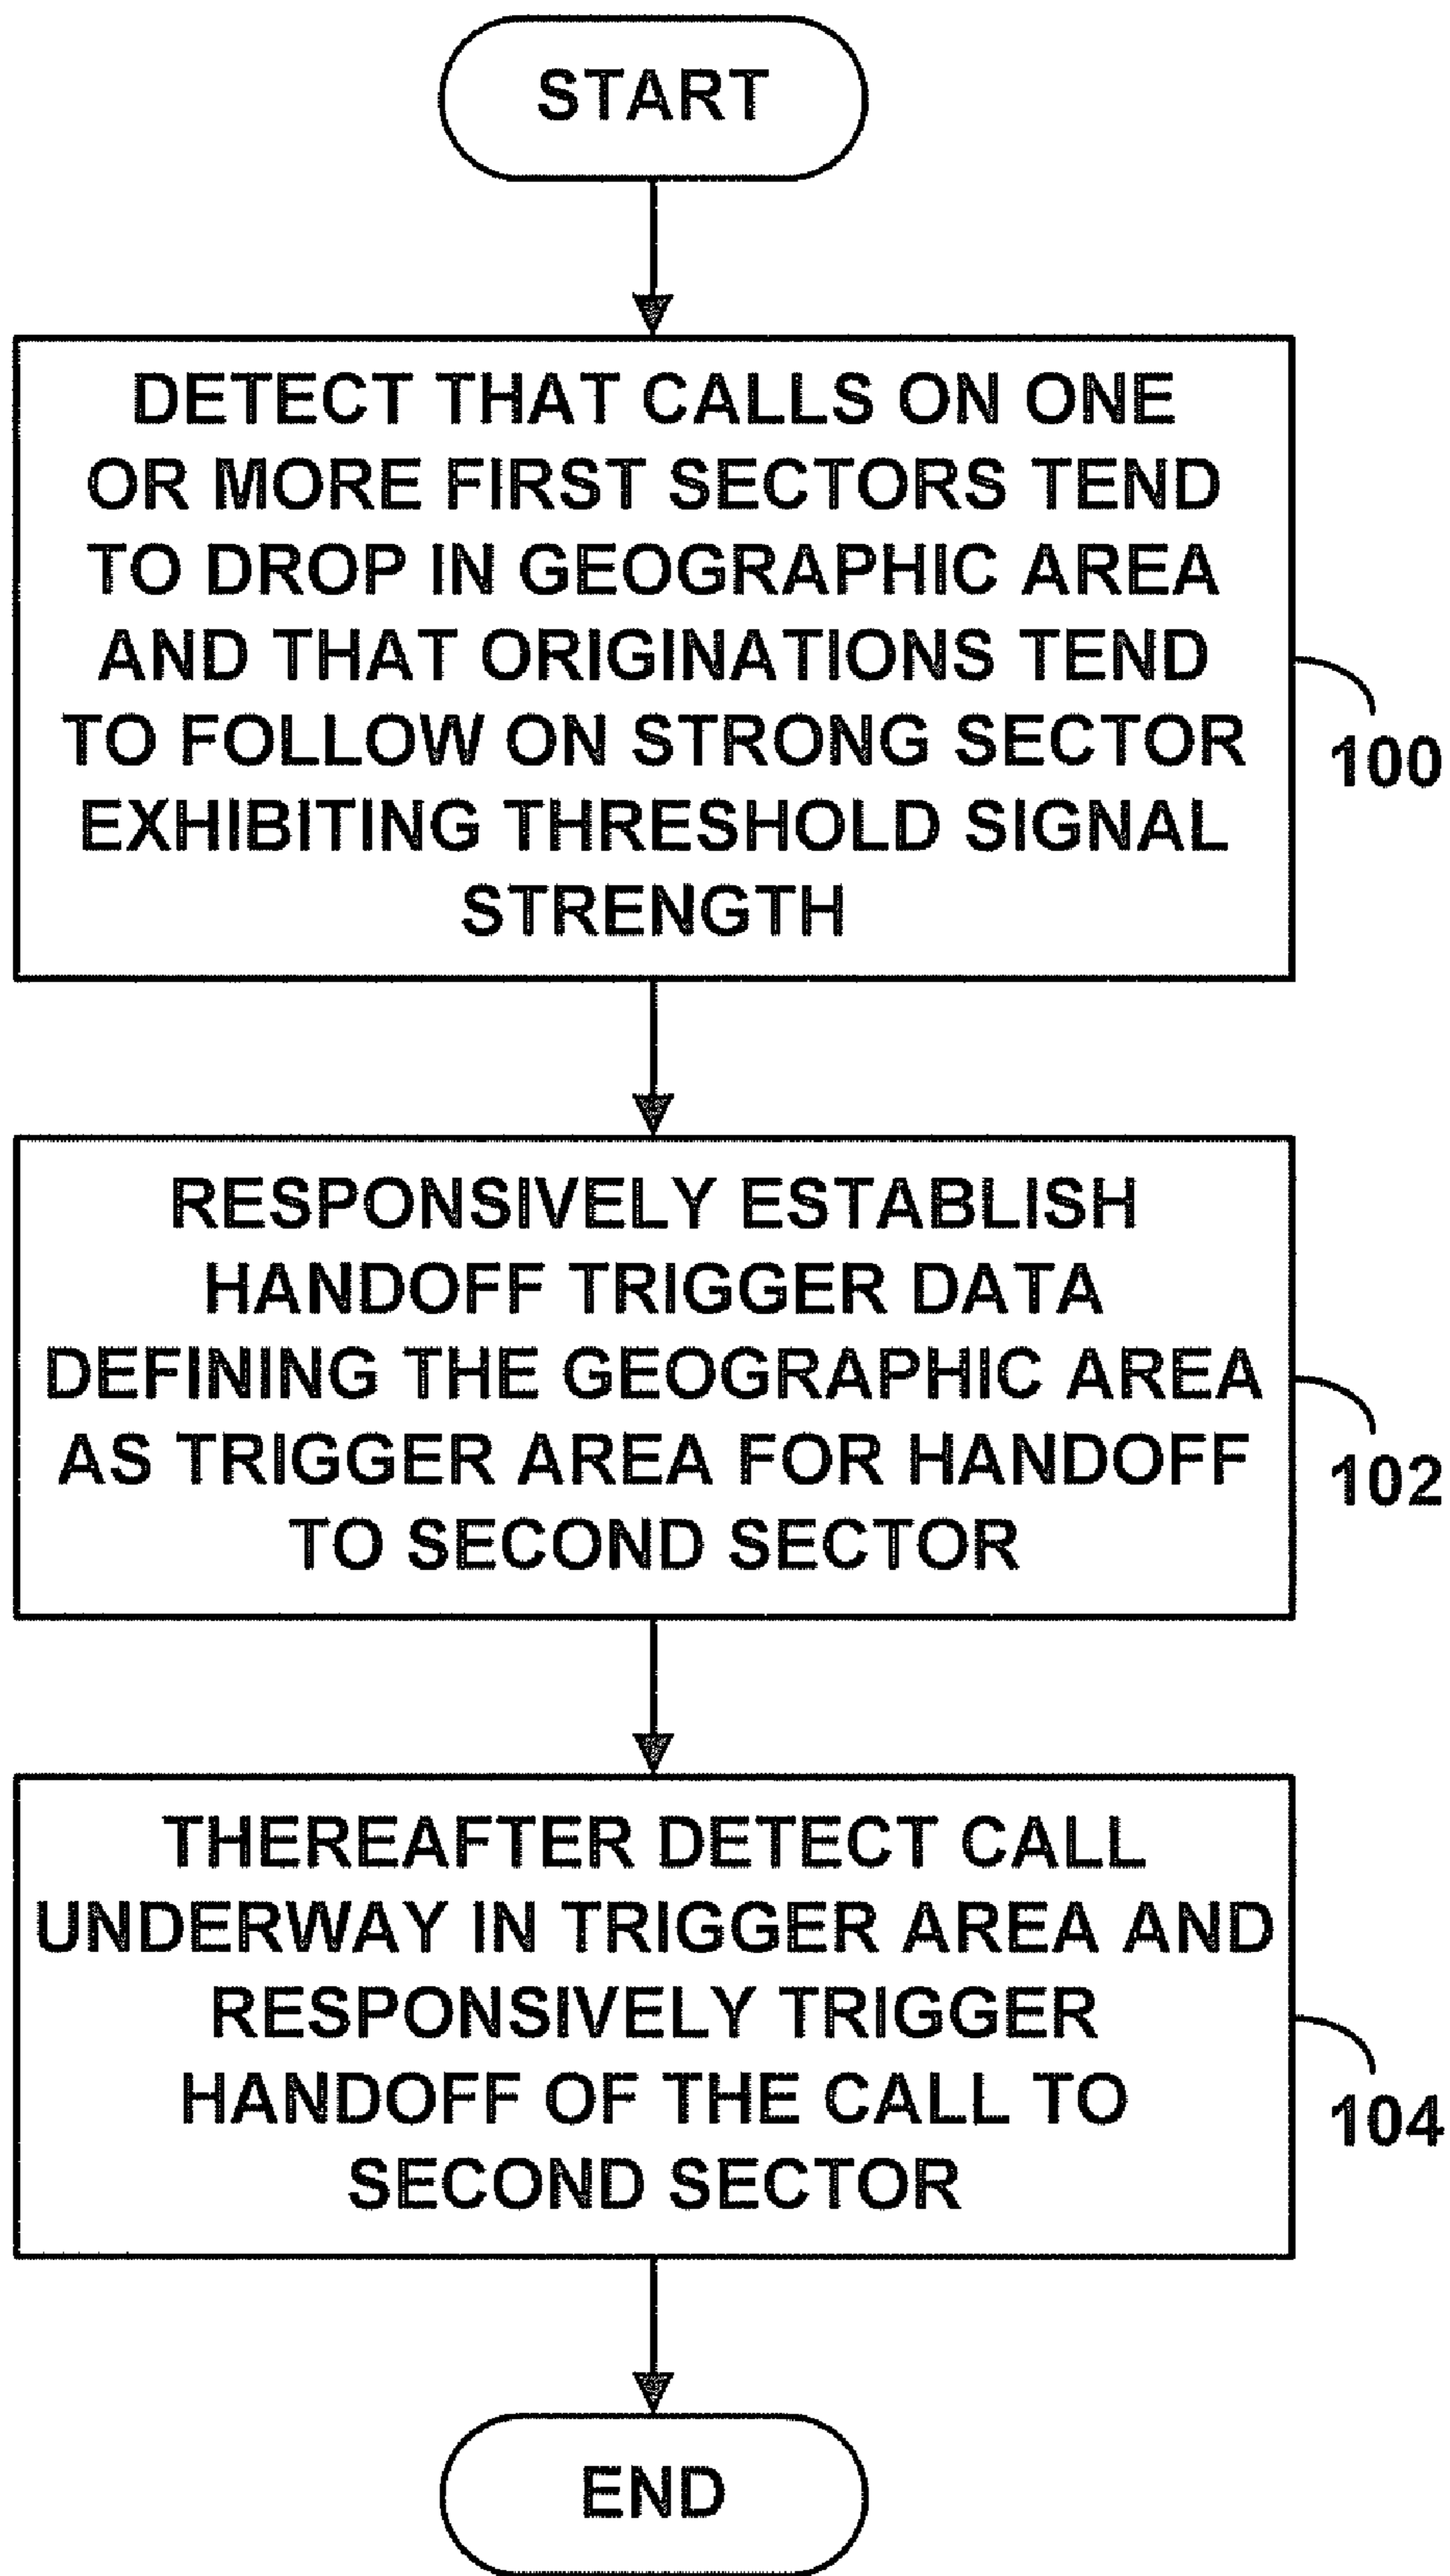 START
DETECT THAT CALLS ON ONE
OR MORE FIRST SECTORS TEND
TO DROP IN GEOGRAPHIC AREA
AND THAT ORIGINATIONS TEND
TO FOLLOW ON STRONG SECTOR
EXHIBITING THRESHOLD SIGNAL
STRENGTH
100
RESPONSIVELY ESTABLISH
HANDOFF TRIGGER DATA
DEFINING THE GEOGRAPHIC AREA
AS TRIGGER AREA FOR HANDOFF
TO SECOND SECTOR
102
THEREAFTER DETECT CALL
UNDERWAY IN TRIGGER AREA AND
RESPONSIVELY TRIGGER
HANDOFF OF THE CALL TO
SECOND SECTOR
104
END